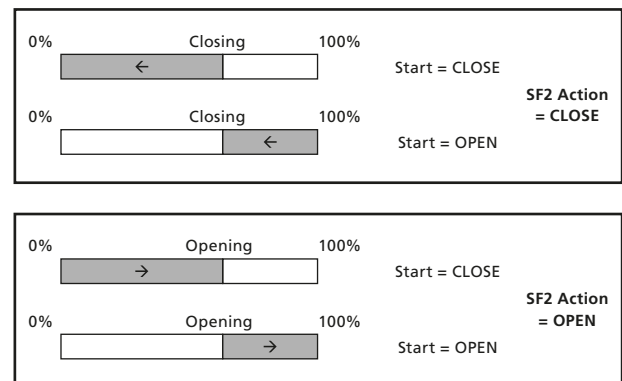 0% Closing 100%
← Start = CLOSE
SF2 Action
0% Closing 100% = CLOSE
← Start = OPEN
0% Opening 100%
→ Start = CLOSE
SF2 Action
0% Opening 100% = OPEN
→ Start = OPEN